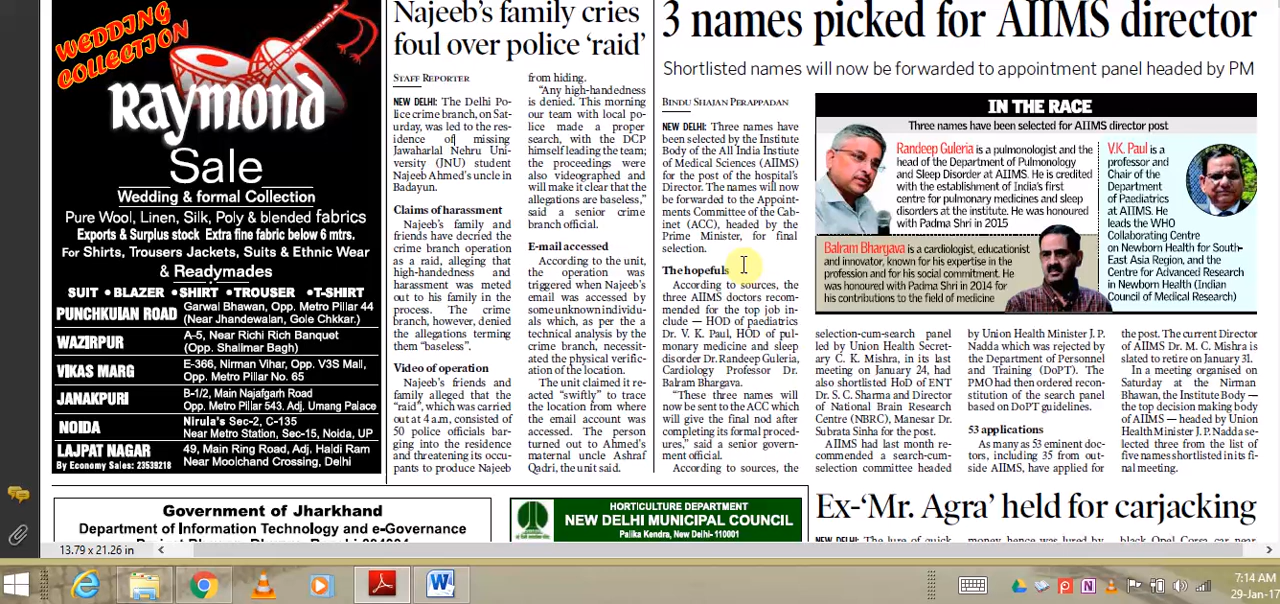 WEDDING
COLLECTION
Raymond
Sale
Wedding & formal Collection
Pure Wool, Linen, Silk, Poly & blended fabrics
Exports & Surplus stock Extra fine fabric below 6 mtrs.
For Shirts, Trousers Jackets, Suits & Ethnic Wear
& Readymades
SUIT • BLAZER • SHIRT • TROUSER • T-SHIRT
PUNCHKUIAN ROAD Garwal Bhawan, Opp. Metro Pillar 44
(Near Jhandewalan, Gole Chkkar.)
WAZIRPUR A-5, Near Richi Rich Banquet
(Opp. Shalimar Bagh)
VIKAS MARG E-366, Nirman Vihar, Opp. V3S Mall,
Opp. Metro Pillar No. 65
JANAKPURI B-1/2, Main Najafgarh Road
Opp. Metro Pillar 543. Adj. Umang Palace
NOIDA Nirula's Sec-2, C-135
Near Metro Station, Sec-15, Noida, UP
LAJPAT NAGAR 49, Main Ring Road, Adj. Haldi Ram
By Economy Sales: 23539218 Near Moolchand Crossing, Delhi
Najeeb's family cries
foul over police 'raid'
STAFF REPORTER
NEW DELHI: The Delhi Po-
lice crime branch, on Sat-
urday, was led to the res-
idence of missing
Jawaharlal Nehru Uni-
versity (JNU) student
Najeeb Ahmed's uncle in
Badayun.
Claims of harassment
Najeeb's family and
friends have decried the
crime branch operation
as a raid, alleging that
high-handedness and
harassment was meted
out to his family in the
process. The crime
branch, however, denied
the allegations terming
them "baseless".
Video of operation
Najeeb's friends and
family alleged that the
"raid", which was carried
out at 4 a.m, consisted of
50 police officials bar-
ging into the residence
and threatening its occu-
pants to produce Najeeb
from hiding.
"Any high-handedness
is denied. This morning
our team with local po-
lice made a proper
search, with the DCP
himself leading the team;
the proceedings were
also videographed and
will make it clear that the
allegations are baseless,"
said a senior crime
branch official.
E-mail accessed
According to the unit,
the operation was
triggered when Najeeb's
email was accessed by
some unknown individu-
als which, as per the a
technical analysis by the
crime branch, necessit-
ated the physical verific-
ation of the location.
The unit claimed it re-
acted "swiftly" to trace
the location from where
the email account was
accessed. The person
turned out to Ahmed's
maternal uncle Ashraf
Qadri, the unit said.
3 names picked for AIIMS director
Shortlisted names will now be forwarded to appointment panel headed by PM
BINDU SHAJAN PERAPPADAN
NEW DELHI: Three names have
been selected by the Institute
Body of the All India Institute
of Medical Sciences (AIIMS)
for the post of the hospital's
Director. The names will now
be forwarded to the Appoint-
ments Committee of the Cab-
inet (ACC), headed by the
Prime Minister, for final
selection.
The hopefuls
According to sources, the
three AIIMS doctors recom-
mended for the top job in-
clude — HOD of paediatrics
Dr. V. K. Paul, HOD of pul-
monary medicine and sleep
disorder Dr. Randeep Guleria,
Cardiology Professor Dr.
Balram Bhargava.
"These three names will
now be sent to the ACC which
will give the final nod after
completing its formal proced-
ures," said a senior govern-
ment official.
According to sources, the
IN THE RACE
Three names have been selected for AIIMS director post
Randeep Guleria is a pulmonologist and the
head of the Department of Pulmonology
and Sleep Disorder at AIIMS. He is credited
with the establishment of India's first
centre for pulmonary medicines and sleep
disorders at the institute. He was honoured
with Padma Shri in 2015
Balram Bhargava is a cardiologist, educationist
and innovator, known for his expertise in the
profession and for his social commitment. He
was honoured with Padma Shri in 2014 for
his contributions to the field of medicine
V.K. Paul is a
professor and
Chair of the
Department
of Paediatrics
at AIIMS. He
leads the WHO
Collaborating Centre
on Newborn Health for South-
East Asia Region, and the
Centre for Advanced Research
in Newborn Health (Indian
Council of Medical Research)
selection-cum-search panel
led by Union Health Secret-
ary C. K. Mishra, in its last
meeting on January 24, had
also shortlisted HoD of ENT
Dr. S. C. Sharma and Director
of National Brain Research
Centre (NBRC), Manesar Dr.
Subrata Sinha for the post.
AIIMS had last month re-
commended a search-cum-
selection committee headed
by Union Health Minister J. P.
Nadda which was rejected by
the Department of Personnel
and Training (DoPT). The
PMO had then ordered recon-
stitution of the search panel
based on DoPT guidelines.
53 applications
As many as 53 eminent doc-
tors, including 35 from out-
side AIIMS, have applied for
the post. The current Director
of AIIMS Dr. M. C. Mishra is
slated to retire on January 31.
In a meeting organised on
Saturday at the Nirman
Bhawan, the Institute Body —
the top decision making body
of AIIMS — headed by Union
Health Minister J. P. Nadda se-
lected three from the list of
five names shortlisted in its fi-
nal meeting.
Government of Jharkhand
Department of Information Technology and e-Governance
HORTICULTURE DEPARTMENT
NEW DELHI MUNICIPAL COUNCIL
Palika Kendra, New Delhi- 110001
Ex-'Mr. Agra' held for carjacking
NEW DELHI: The lure of quick
money, hence was lured by
black Opel Corsa car near
13.79 x 21.26 in
7:14 AM
29-Jan-17